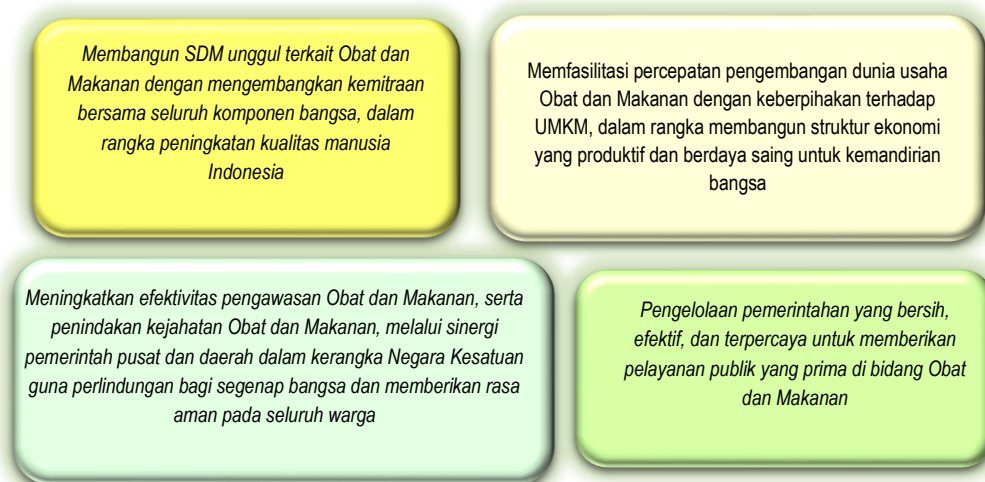 Membangun SDM unggul terkait Obat dan
Makanan dengan mengembangkan kemitraan
bersama seluruh komponen bangsa, dalam
rangka peningkatan kualitas manusia
Indonesia
Memfasilitasi percepatan pengembangan dunia usaha
Obat dan Makanan dengan keberpihakan terhadap
UMKM, dalam rangka membangun struktur ekonomi
yang produktif dan berdaya saing untuk kemandirian
bangsa
Meningkatkan efektivitas pengawasan Obat dan Makanan, serta
penindakan kejahatan Obat dan Makanan, melalui sinergi
pemerintah pusat dan daerah dalam kerangka Negara Kesatuan
guna perlindungan bagi segenap bangsa dan memberikan rasa
aman pada seluruh warga
Pengelolaan pemerintahan yang bersih,
efektif, dan terpercaya untuk memberikan
pelayanan publik yang prima di bidang Obat
dan Makanan